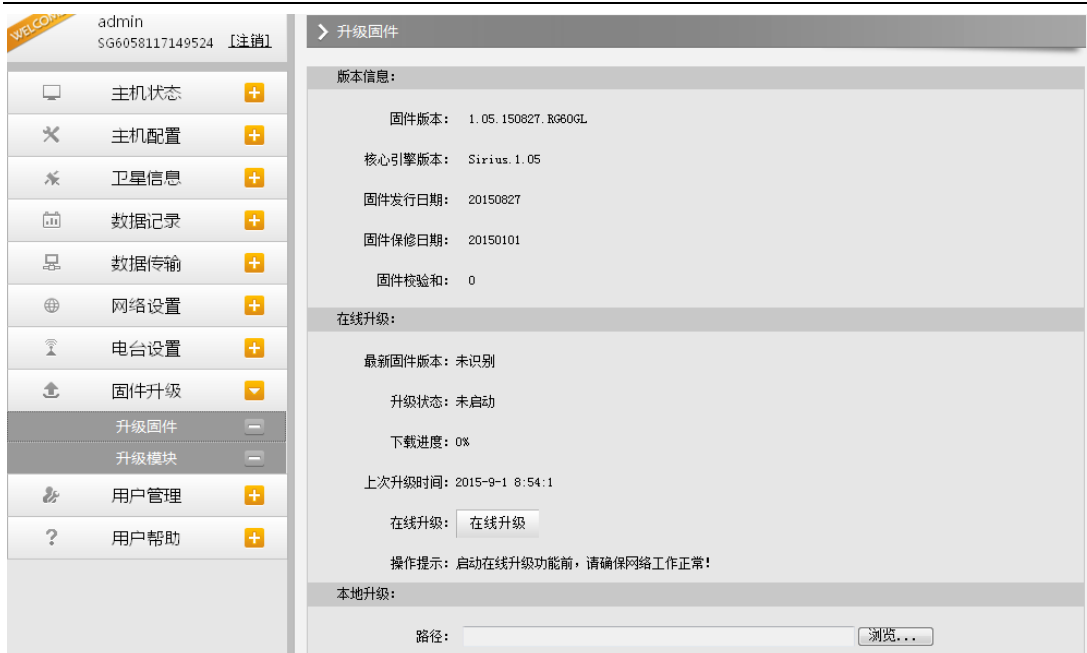 WELCOME
admin
SG6058117149524 [注销]
主机状态
主机配置
卫星信息
数据记录
数据传输
网络设置
电台设置
固件升级
升级固件
升级模块
用户管理
用户帮助
升级固件
版本信息:
固件版本: 1.05.150827.RG60GL
核心引擎版本: Sirius.1.05
固件发行日期: 20150827
固件保修日期: 20150101
固件校验和: 0
在线升级:
最新固件版本: 未识别
升级状态: 未启动
下载进度: 0%
上次升级时间: 2015-9-1 8:54:1
在线升级: 在线升级
操作提示: 启动在线升级功能前，请确保网络工作正常!
本地升级:
路径: 浏览...